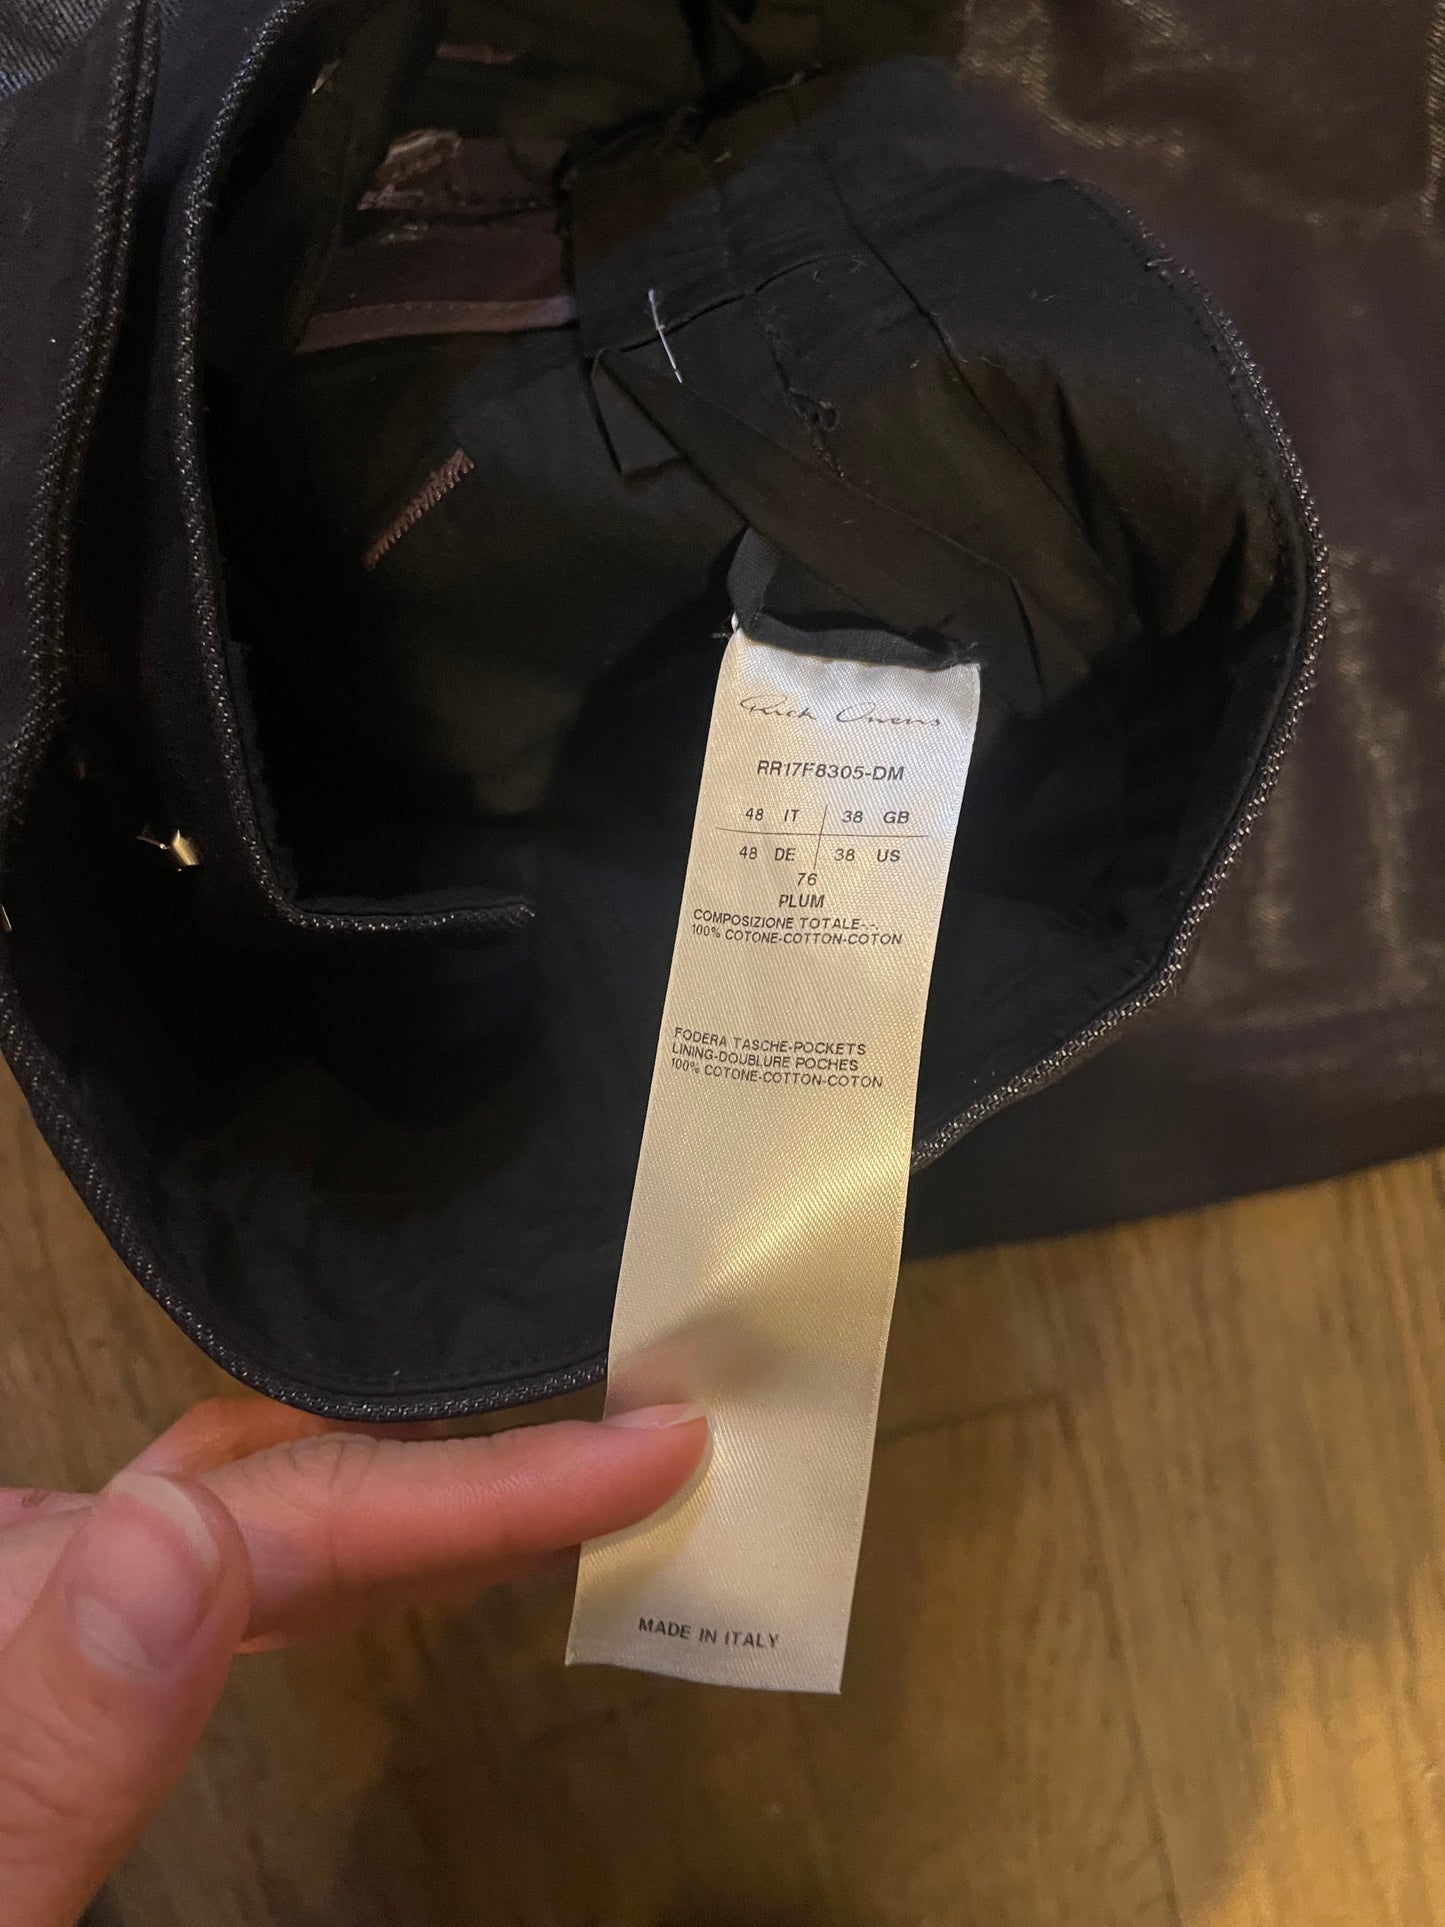 Rick Owens
RR17F8305-DM
48 IT 38 GB
48 DE 38 US
76
PLUM
COMPOSIZIONE TOTALE--
100% COTONE-COTTON-COTON
FODERA TASCHE-POCKETS
LINING-DOUBLURE POCHES
100% COTONE-COTTON-COTON
MADE IN ITALY